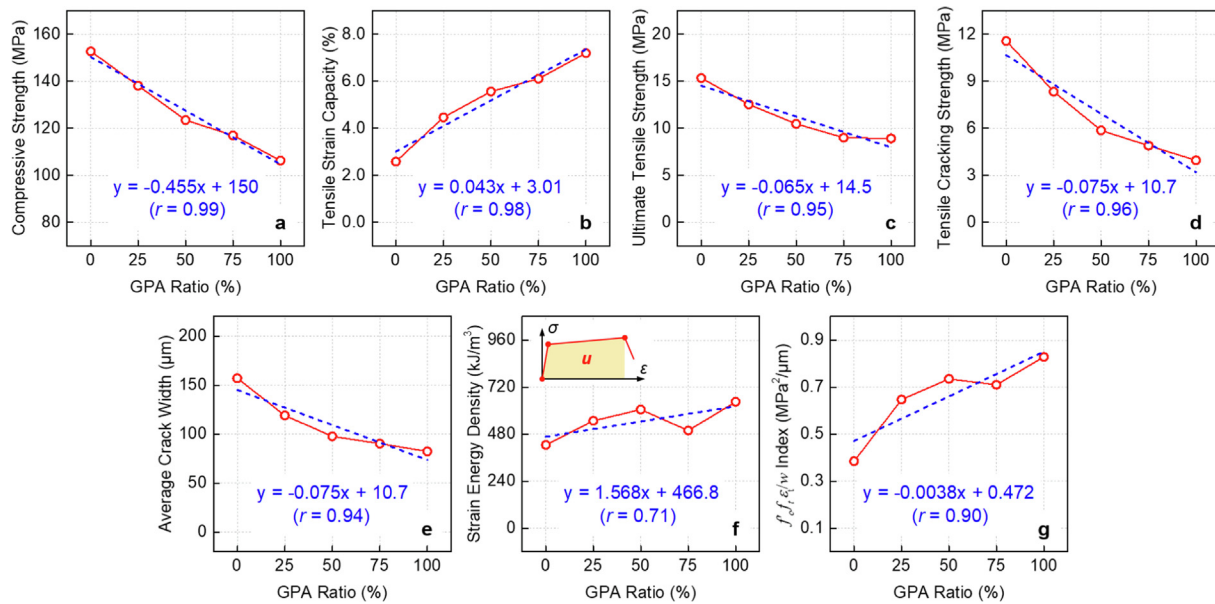 Compressive Strength (MPa)
160
140
120
100
80
y = -0.455x + 150
(r = 0.99)
a
0 25 50 75 100
GPA Ratio (%)
Tensile Strain Capacity (%)
8.0
6.0
4.0
2.0
0.0
y = 0.043x + 3.01
(r = 0.98)
b
0 25 50 75 100
GPA Ratio (%)
Ultimate Tensile Strength (MPa)
20
15
10
5
0
y = -0.065x + 14.5
(r = 0.95)
c
0 25 50 75 100
GPA Ratio (%)
Tensile Cracking Strength (MPa)
12
9
6
3
0
y = -0.075x + 10.7
(r = 0.96)
d
0 25 50 75 100
GPA Ratio (%)
Average Crack Width (μm)
200
150
100
50
0
y = -0.075x + 10.7
(r = 0.94)
e
0 25 50 75 100
GPA Ratio (%)
Strain Energy Density (kJ/m³)
960
720
480
240
0
σ
u
ε
y = 1.568x + 466.8
(r = 0.71)
f
0 25 50 75 100
GPA Ratio (%)
Index (MPa²/μm)
0.9
0.7
0.5
0.3
0.1
y = -0.0038x + 0.472
(r = 0.90)
g
0 25 50 75 100
GPA Ratio (%)